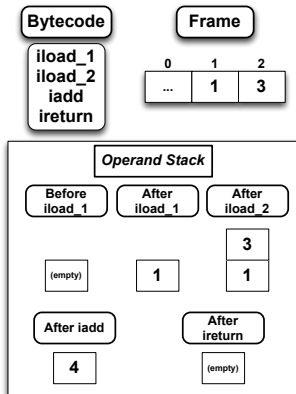 Bytecode
Frame
iload_1
iload_2
iadd
ireturn
0 1 2
... 1 3
Operand Stack
Before
iload_1
After
iload_1
After
iload_2
3
(empty) 1 1
After iadd
After
ireturn
4
(empty)